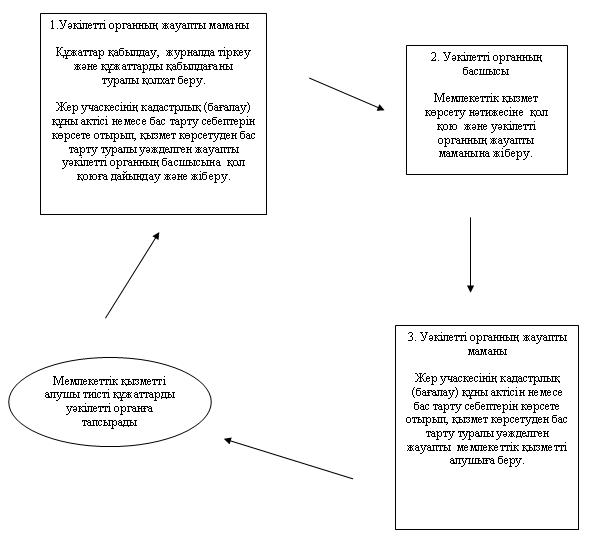 1.Уәкілетті органның жауапты маманы
Құжаттар қабылдау, журналда тіркеу
және құжаттарды қабылдағаны
туралы қолхат беру.
Жер учаскесінің кадастрлық (бағалау)
құны актісі немесе бас тарту себептерін
көрсете отырып, қызмет көрсетуден бас
тарту туралы уәжделген жауапты
уәкілетті органның басшысына қол
қоюға дайындау және жіберу.
2. Уәкілетті органның
басшысы
Мемлекеттік қызмет
көрсету нәтижесіне қол
қою және уәкілетті
органның жауапты
маманына жіберу.
3. Уәкілетті органның жауапты
маманы
Жер учаскесінің кадастрлық
(бағалау) құны актісін немесе
бас тарту себептерін көрсете
отырып, қызмет көрсетуден бас
тарту туралы уәжделген
жауапты мемлекеттік қызметті
алушыға беру.
Мемлекеттік қызметті
алушы тиісті құжаттарды
уәкілетті органға
тапсырады